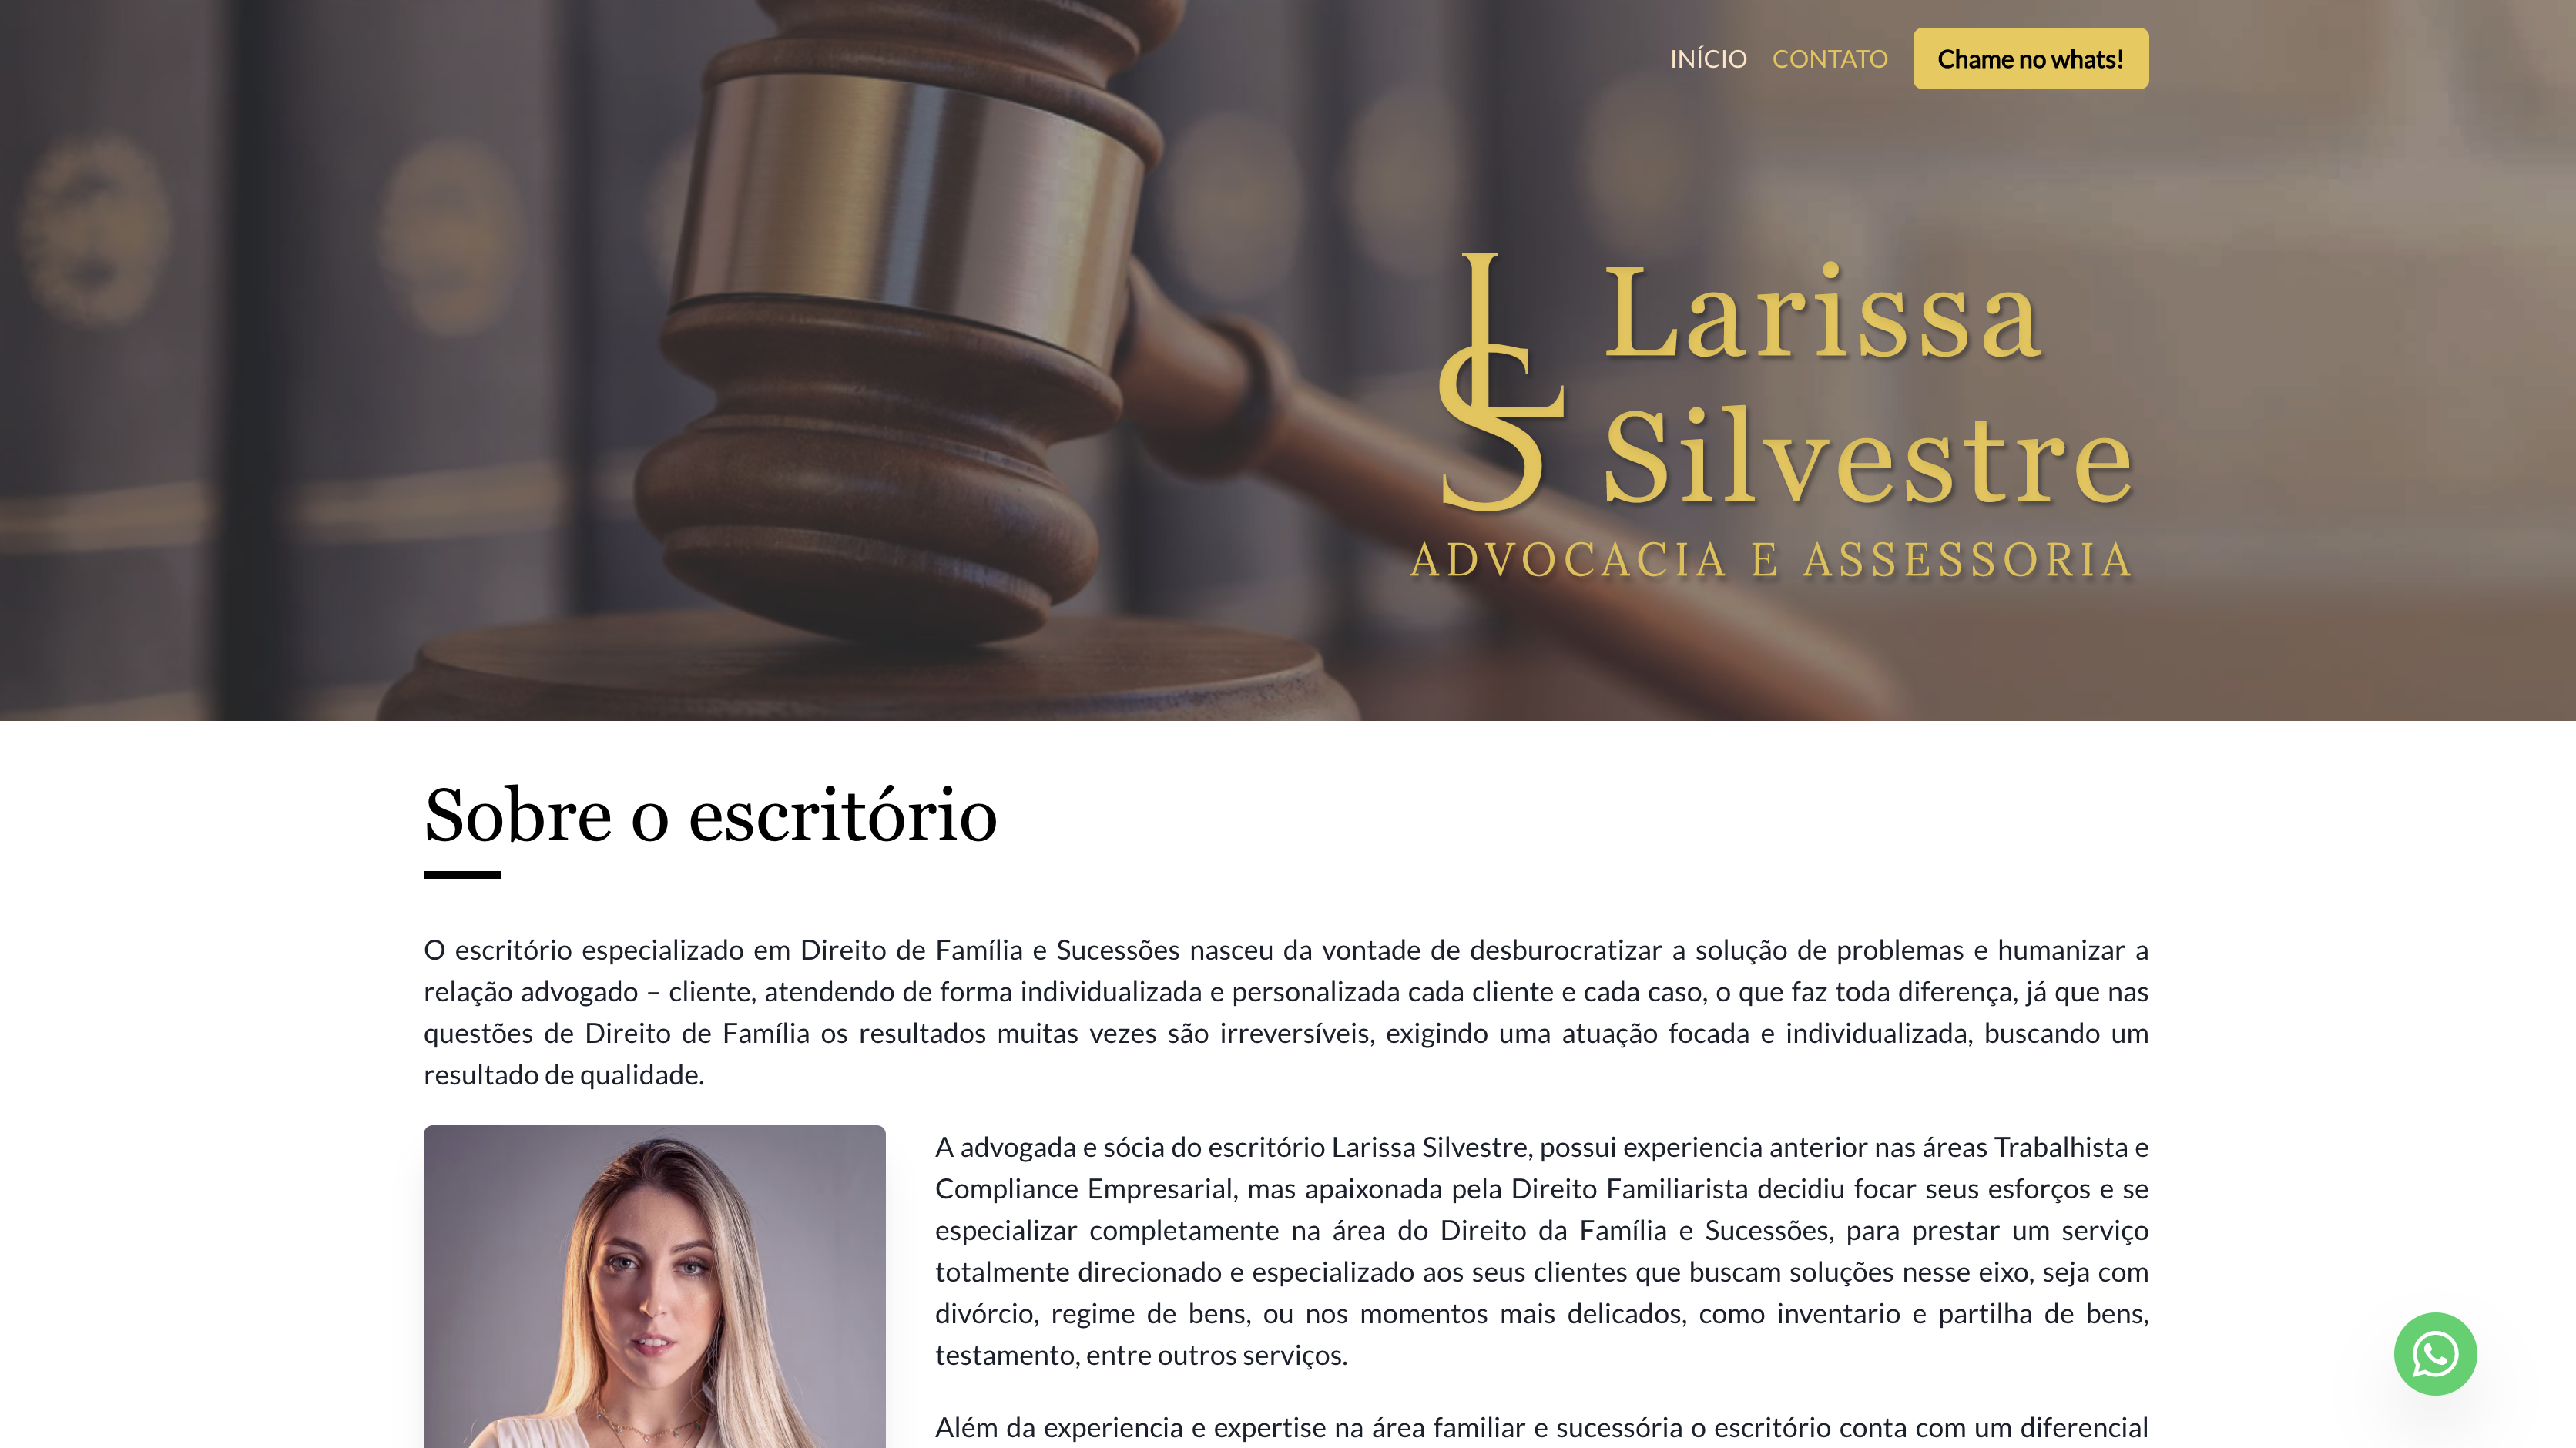 INÍCIO CONTATO Chame no whats!
LS
Larissa
Silvestre
ADVOCACIA E ASSESSORIA
Sobre o escritório
O escritório especializado em Direito de Família e Sucessões nasceu da vontade de desburocratizar a solução de problemas e humanizar a
relação advogado – cliente, atendendo de forma individualizada e personalizada cada cliente e cada caso, o que faz toda diferença, já que nas
questões de Direito de Família os resultados muitas vezes são irreversíveis, exigindo uma atuação focada e individualizada, buscando um
resultado de qualidade.
A advogada e sócia do escritório Larissa Silvestre, possui experiencia anterior nas áreas Trabalhista e
Compliance Empresarial, mas apaixonada pela Direito Familiarista decidiu focar seus esforços e se
especializar completamente na área do Direito da Família e Sucessões, para prestar um serviço
totalmente direcionado e especializado aos seus clientes que buscam soluções nesse eixo, seja com
divórcio, regime de bens, ou nos momentos mais delicados, como inventario e partilha de bens,
testamento, entre outros serviços.
Além da experiencia e expertise na área familiar e sucessória o escritório conta com um diferencial